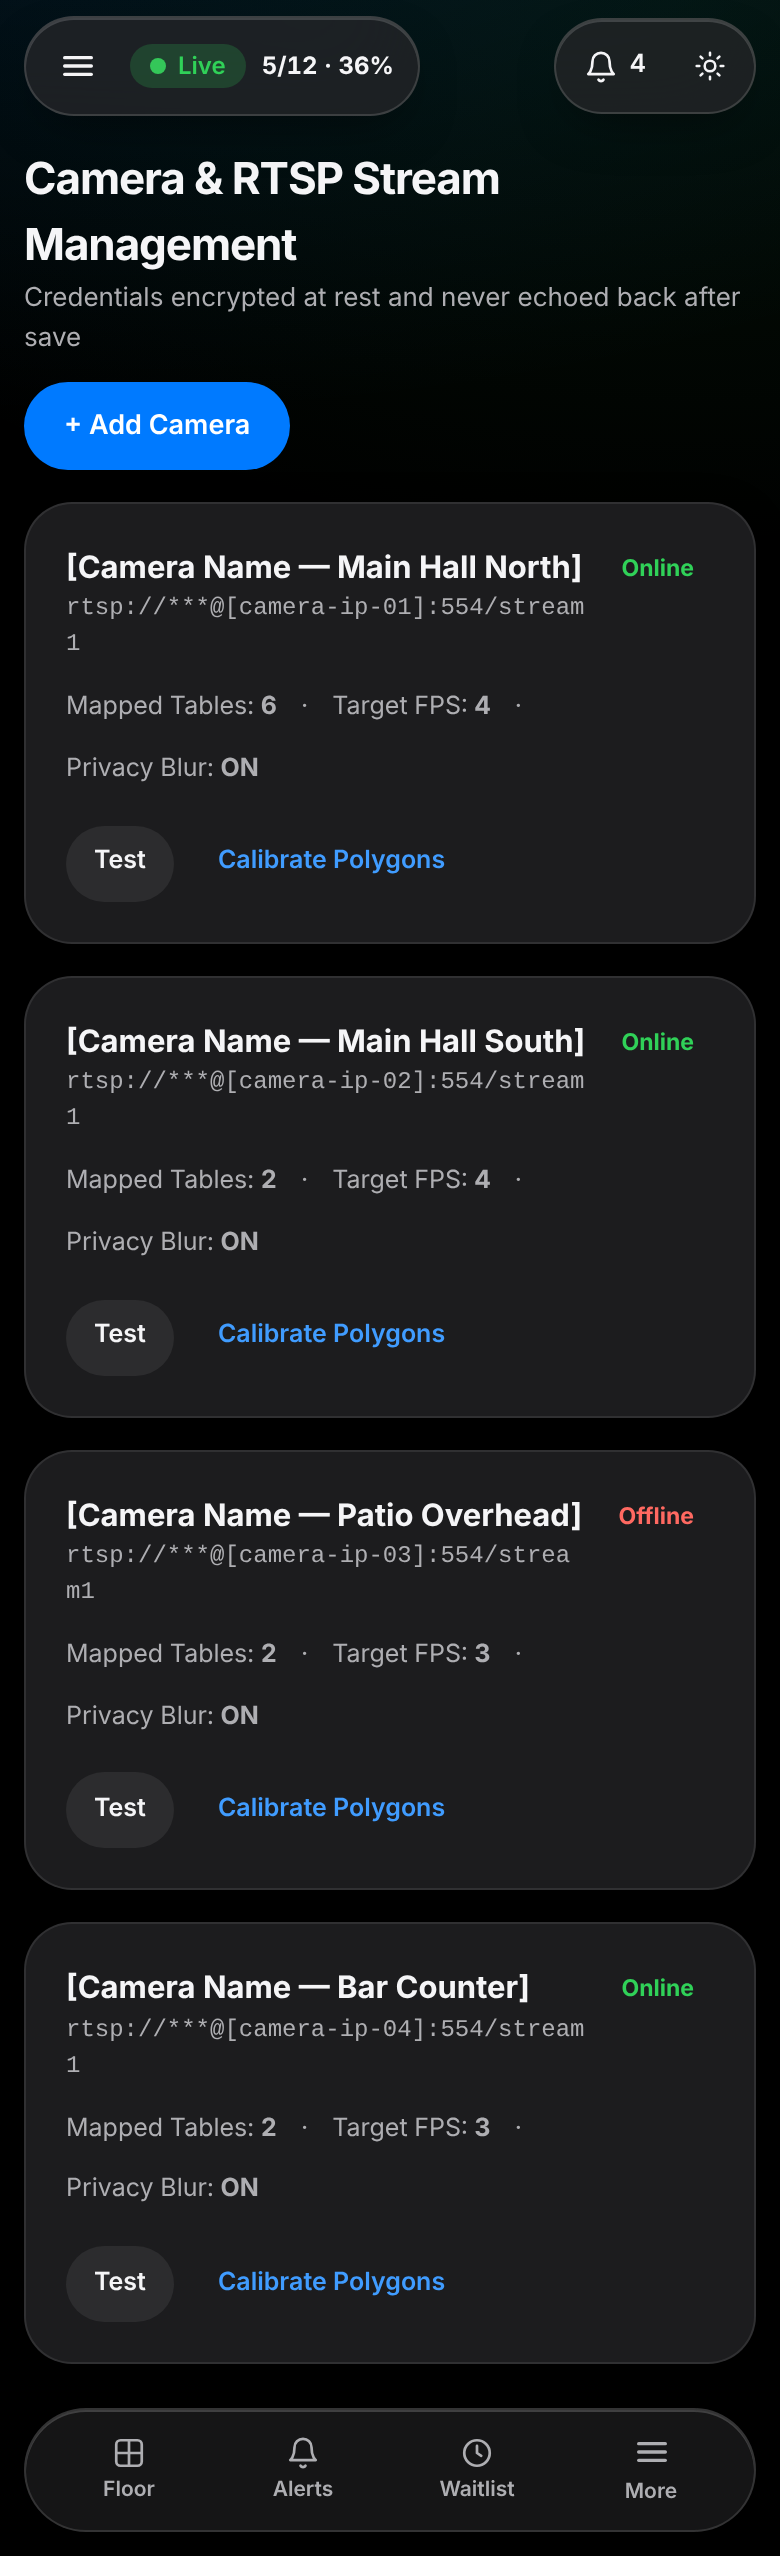 Live 5/12 · 36% 4
Camera & RTSP Stream
Management
Credentials encrypted at rest and never echoed back after
save
+ Add Camera
[Camera Name — Main Hall North] Online
rtsp://***@[camera-ip-01]:554/stream
1
Mapped Tables: 6 · Target FPS: 4 ·
Privacy Blur: ON
Test Calibrate Polygons
[Camera Name — Main Hall South] Online
rtsp://***@[camera-ip-02]:554/stream
1
Mapped Tables: 2 · Target FPS: 4 ·
Privacy Blur: ON
Test Calibrate Polygons
[Camera Name — Patio Overhead] Offline
rtsp://***@[camera-ip-03]:554/strea
m1
Mapped Tables: 2 · Target FPS: 3 ·
Privacy Blur: ON
Test Calibrate Polygons
[Camera Name — Bar Counter] Online
rtsp://***@[camera-ip-04]:554/stream
1
Mapped Tables: 2 · Target FPS: 3 ·
Privacy Blur: ON
Test Calibrate Polygons
Floor Alerts Waitlist More